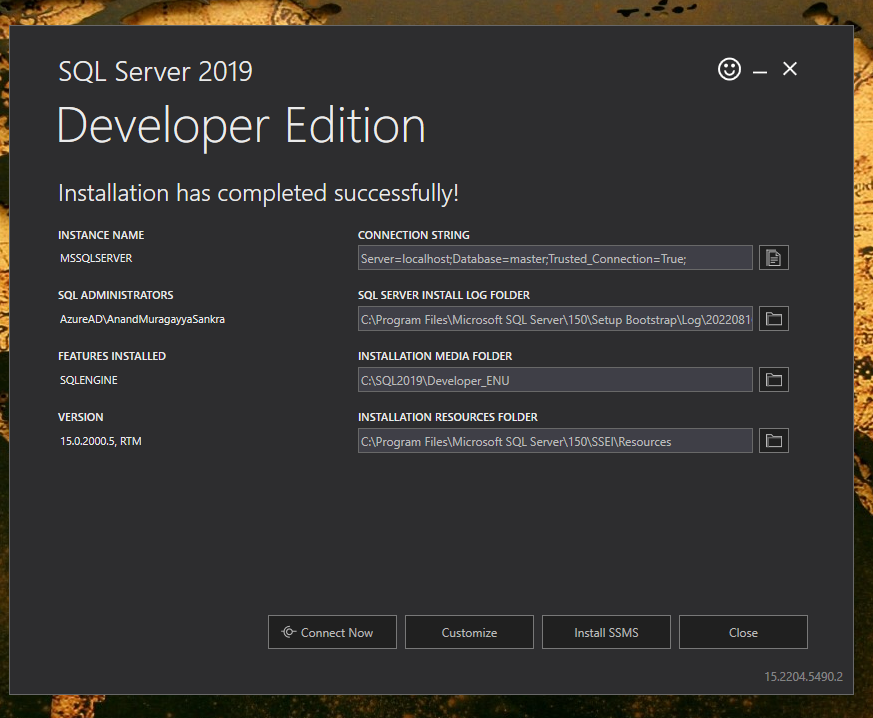 SQL Server 2019
Developer Edition
Installation has completed successfully!
INSTANCE NAME
MSSQLSERVER
CONNECTION STRING
Server=localhost;Database=master;Trusted_Connection=True;
SQL ADMINISTRATORS
AzureAD\AnandMuragayyaSankra
SQL SERVER INSTALL LOG FOLDER
C:\Program Files\Microsoft SQL Server\150\Setup Bootstrap\Log\2022081
FEATURES INSTALLED
SQLENGINE
INSTALLATION MEDIA FOLDER
C:\SQL2019\Developer_ENU
VERSION
15.0.2000.5, RTM
INSTALLATION RESOURCES FOLDER
C:\Program Files\Microsoft SQL Server\150\SSEI\Resources
Connect Now
Customize
Install SSMS
Close
15.2204.5490.2